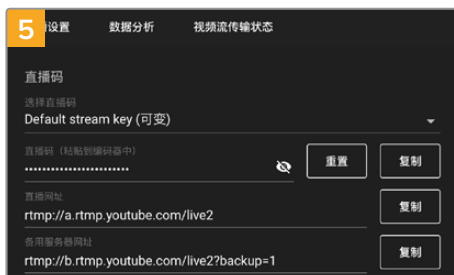 5
设置 数据分析 视频流传输状态
直播码
选择直播码
Default stream key (可变)
直播码（粘贴到编码器中）
••••••••••••••••••••••••
重置 复制
直播网址
rtmp://a.rtmp.youtube.com/live2
复制
备用服务器网址
rtmp://b.rtmp.youtube.com/live2?backup=1
复制